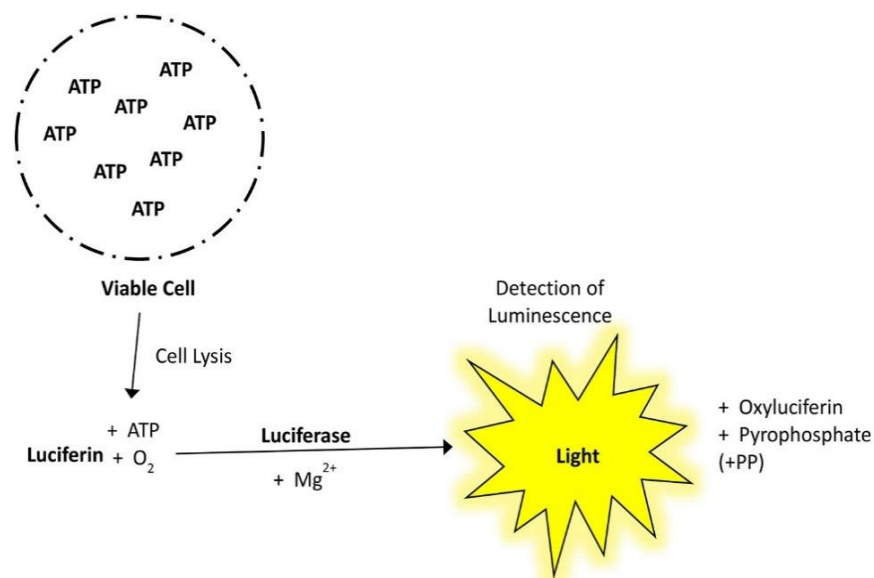 ATP
ATP
ATP
ATP
ATP
ATP
ATP
ATP
Viable Cell
Cell Lysis
Luciferin + ATP
+ O₂
Luciferase
+ Mg²⁺
Detection of
Luminescence
Light
+ Oxyluciferin
+ Pyrophosphate
(+PP)